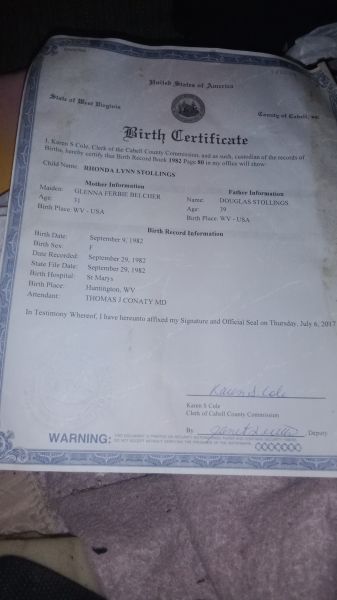 United States of America
State of West Virginia
County of Cabell, ss:
Birth Certificate
I, Karen S Cole, Clerk of the Cabell County Commission, and as such, custodian of the records of
Births, hereby certify that Birth Record Book 1982 Page 80 in my office will show:
Child Name: RHONDA LYNN STOLLINGS
Mother Information Father Information
Maiden: GLENNA FERBIE BELCHER Name: DOUGLAS STOLLINGS
Age: 31 Age: 39
Birth Place: WV - USA Birth Place: WV - USA
Birth Record Information
Birth Date: September 9, 1982
Birth Sex: F
Date Recorded: September 29, 1982
State File Date: September 29, 1982
Birth Hospital: St Marys
Birth Place: Huntington, WV
Attendant: THOMAS J CONATY MD
In Testimony Whereof, I have hereunto affixed my Signature and Official Seal on Thursday, July 6, 2017
Karen S. Cole
Karen S Cole
Clerk of Cabell County Commission
By Deputy
WARNING: